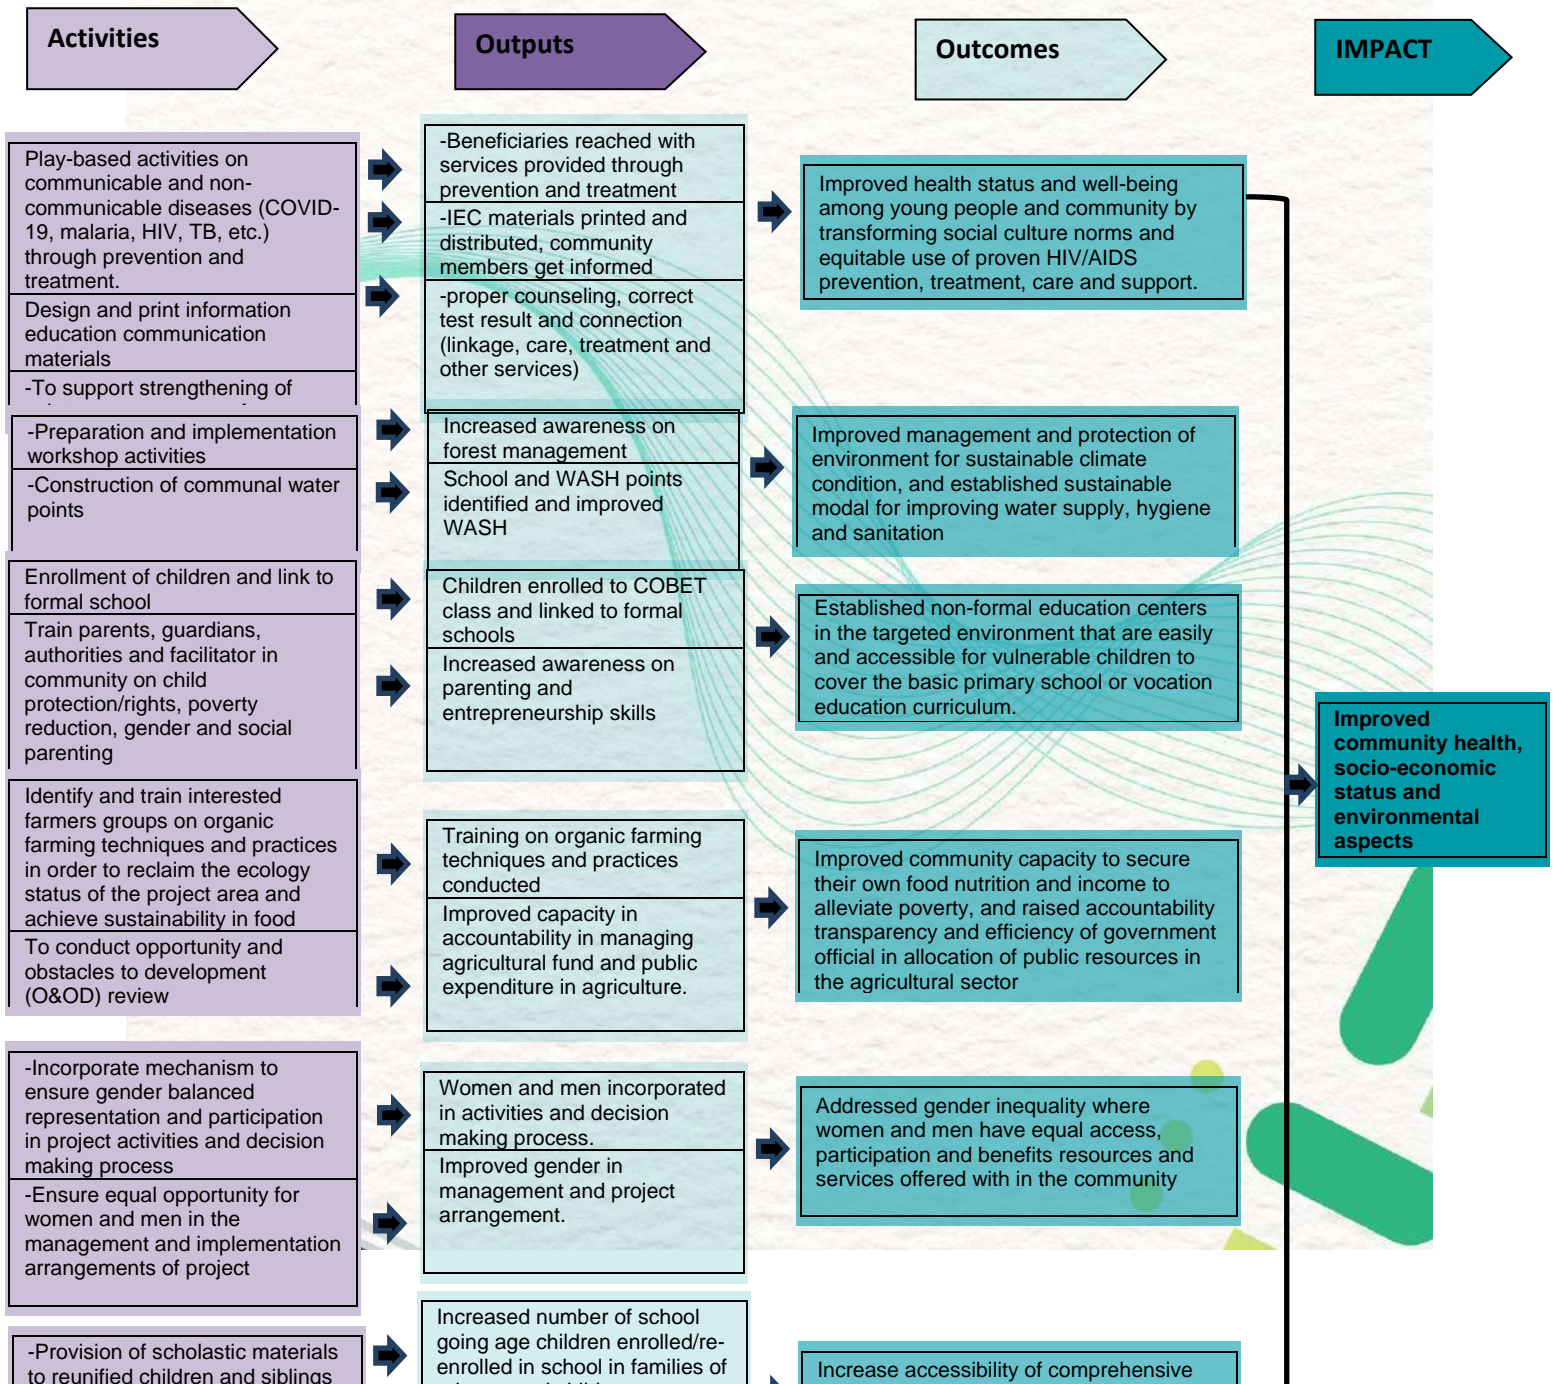 Activities
Outputs
Outcomes
IMPACT
Play-based activities on
communicable and non-
communicable diseases (COVID-
19, malaria, HIV, TB, etc.)
through prevention and
treatment.
Design and print information
education communication
materials
-To support strengthening of
-Beneficiaries reached with
services provided through
prevention and treatment
-IEC materials printed and
distributed, community
members get informed
-proper counseling, correct
test result and connection
(linkage, care, treatment and
other services)
Improved health status and well-being
among young people and community by
transforming social culture norms and
equitable use of proven HIV/AIDS
prevention, treatment, care and support.
-Preparation and implementation
workshop activities
-Construction of communal water
points
Increased awareness on
forest management
School and WASH points
identified and improved
WASH
Improved management and protection of
environment for sustainable climate
condition, and established sustainable
modal for improving water supply, hygiene
and sanitation
Enrollment of children and link to
formal school
Train parents, guardians,
authorities and facilitator in
community on child
protection/rights, poverty
reduction, gender and social
parenting
Children enrolled to COBET
class and linked to formal
schools
Increased awareness on
parenting and
entrepreneurship skills
Established non-formal education centers
in the targeted environment that are easily
and accessible for vulnerable children to
cover the basic primary school or vocation
education curriculum.
Improved
community health,
socio-economic
status and
environmental
aspects
Identify and train interested
farmers groups on organic
farming techniques and practices
in order to reclaim the ecology
status of the project area and
achieve sustainability in food
To conduct opportunity and
obstacles to development
(O&OD) review
Training on organic farming
techniques and practices
conducted
Improved capacity in
accountability in managing
agricultural fund and public
expenditure in agriculture.
Improved community capacity to secure
their own food nutrition and income to
alleviate poverty, and raised accountability
transparency and efficiency of government
official in allocation of public resources in
the agricultural sector
-Incorporate mechanism to
ensure gender balanced
representation and participation
in project activities and decision
making process
-Ensure equal opportunity for
women and men in the
management and implementation
arrangements of project
Women and men incorporated
in activities and decision
making process.
Improved gender in
management and project
arrangement.
Addressed gender inequality where
women and men have equal access,
participation and benefits resources and
services offered with in the community
-Provision of scholastic materials
to reunified children and siblings
Increased number of school
going age children enrolled/re-
enrolled in school in families of
Increase accessibility of comprehensive